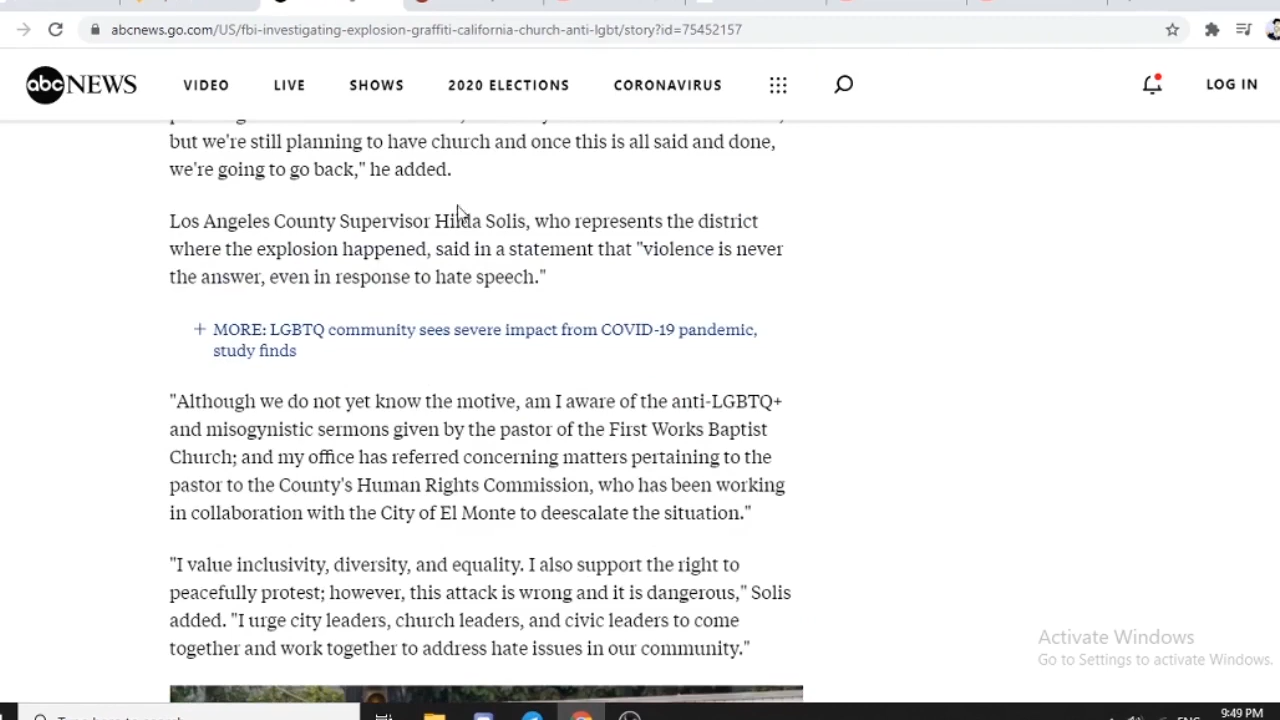 abcnews.go.com/US/fbi-investigating-explosion-graffiti-california-church-anti-lgbt/story?id=75452157
abc NEWS VIDEO LIVE SHOWS 2020 ELECTIONS CORONAVIRUS LOG IN
but we're still planning to have church and once this is all said and done,
we're going to go back," he added.
Los Angeles County Supervisor Hilda Solis, who represents the district
where the explosion happened, said in a statement that "violence is never
the answer, even in response to hate speech."
+ MORE: LGBTQ community sees severe impact from COVID-19 pandemic,
study finds
"Although we do not yet know the motive, am I aware of the anti-LGBTQ+
and misogynistic sermons given by the pastor of the First Works Baptist
Church; and my office has referred concerning matters pertaining to the
pastor to the County's Human Rights Commission, who has been working
in collaboration with the City of El Monte to deescalate the situation."
"I value inclusivity, diversity, and equality. I also support the right to
peacefully protest; however, this attack is wrong and it is dangerous," Solis
added. "I urge city leaders, church leaders, and civic leaders to come
together and work together to address hate issues in our community."
Activate Windows
Go to Settings to activate Windows.
9:49 PM